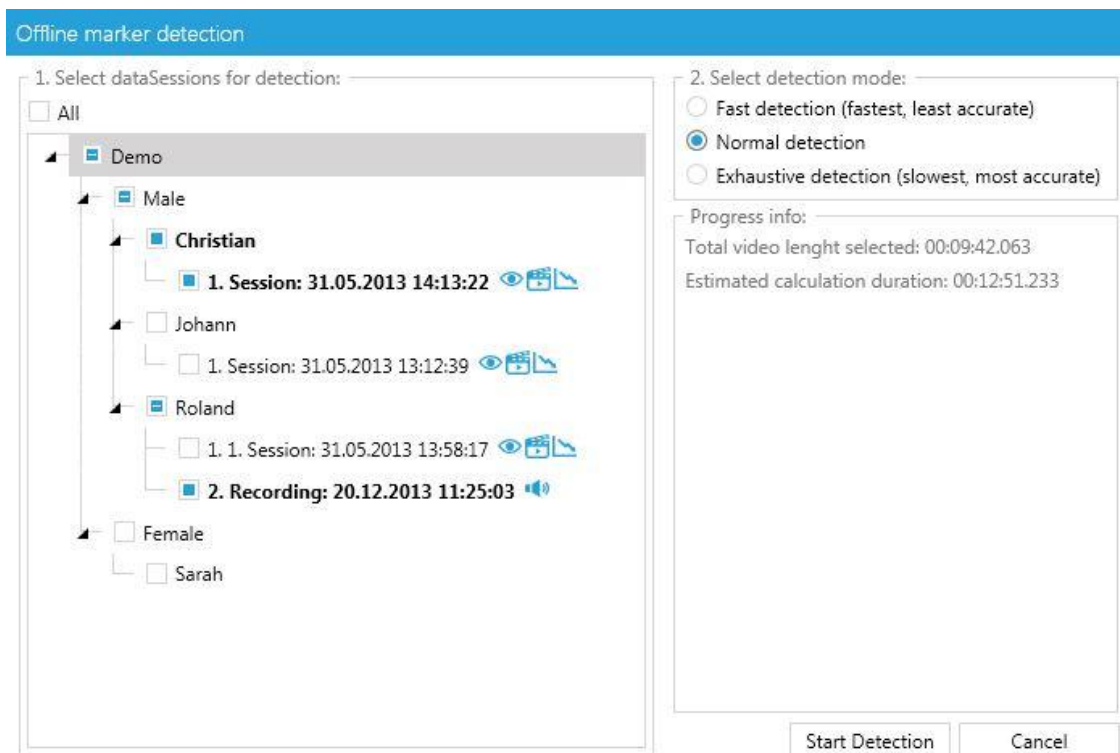 Offline marker detection
1. Select dataSessions for detection:
All
Demo
Male
Christian
1. Session: 31.05.2013 14:13:22
Johann
1. Session: 31.05.2013 13:12:39
Roland
1. 1. Session: 31.05.2013 13:58:17
2. Recording: 20.12.2013 11:25:03
Female
Sarah
2. Select detection mode:
Fast detection (fastest, least accurate)
Normal detection
Exhaustive detection (slowest, most accurate)
Progress info:
Total video lenght selected: 00:09:42.063
Estimated calculation duration: 00:12:51.233
Start Detection
Cancel